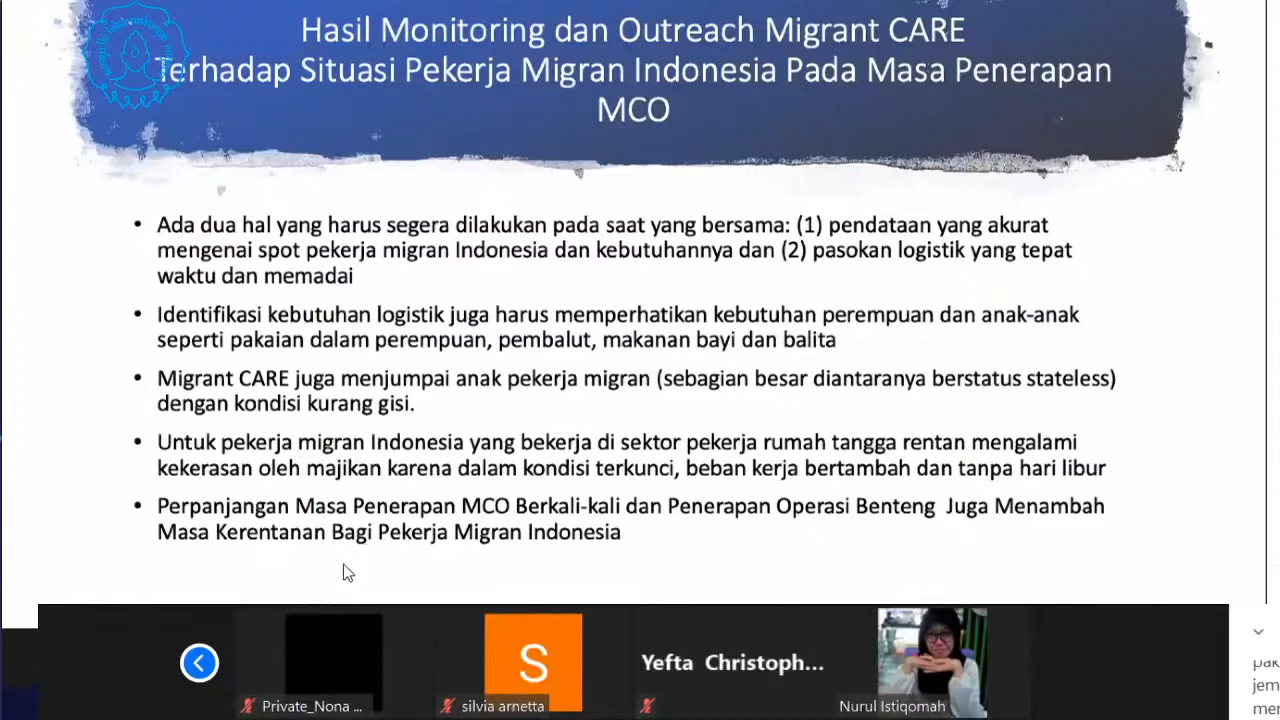 Hasil Monitoring dan Outreach Migrant CARE
Terhadap Situasi Pekerja Migran Indonesia Pada Masa Penerapan
MCO
• Ada dua hal yang harus segera dilakukan pada saat yang bersama: (1) pendataan yang akurat
mengenai spot pekerja migran Indonesia dan kebutuhannya dan (2) pasokan logistik yang tepat
waktu dan memadai
• Identifikasi kebutuhan logistik juga harus memperhatikan kebutuhan perempuan dan anak-anak
seperti pakaian dalam perempuan, pembalut, makanan bayi dan balita
• Migrant CARE juga menjumpai anak pekerja migran (sebagian besar diantaranya berstatus stateless)
dengan kondisi kurang gisi.
• Untuk pekerja migran Indonesia yang bekerja di sektor pekerja rumah tangga rentan mengalami
kekerasan oleh majikan karena dalam kondisi terkunci, beban kerja bertambah dan tanpa hari libur
• Perpanjangan Masa Penerapan MCO Berkali-kali dan Penerapan Operasi Benteng Juga Menambah
Masa Kerentanan Bagi Pekerja Migran Indonesia
S
Yefta Christoph...
Private_Nona ...
silvia arnetta
Nurul Istiqomah
pak
jem
mer